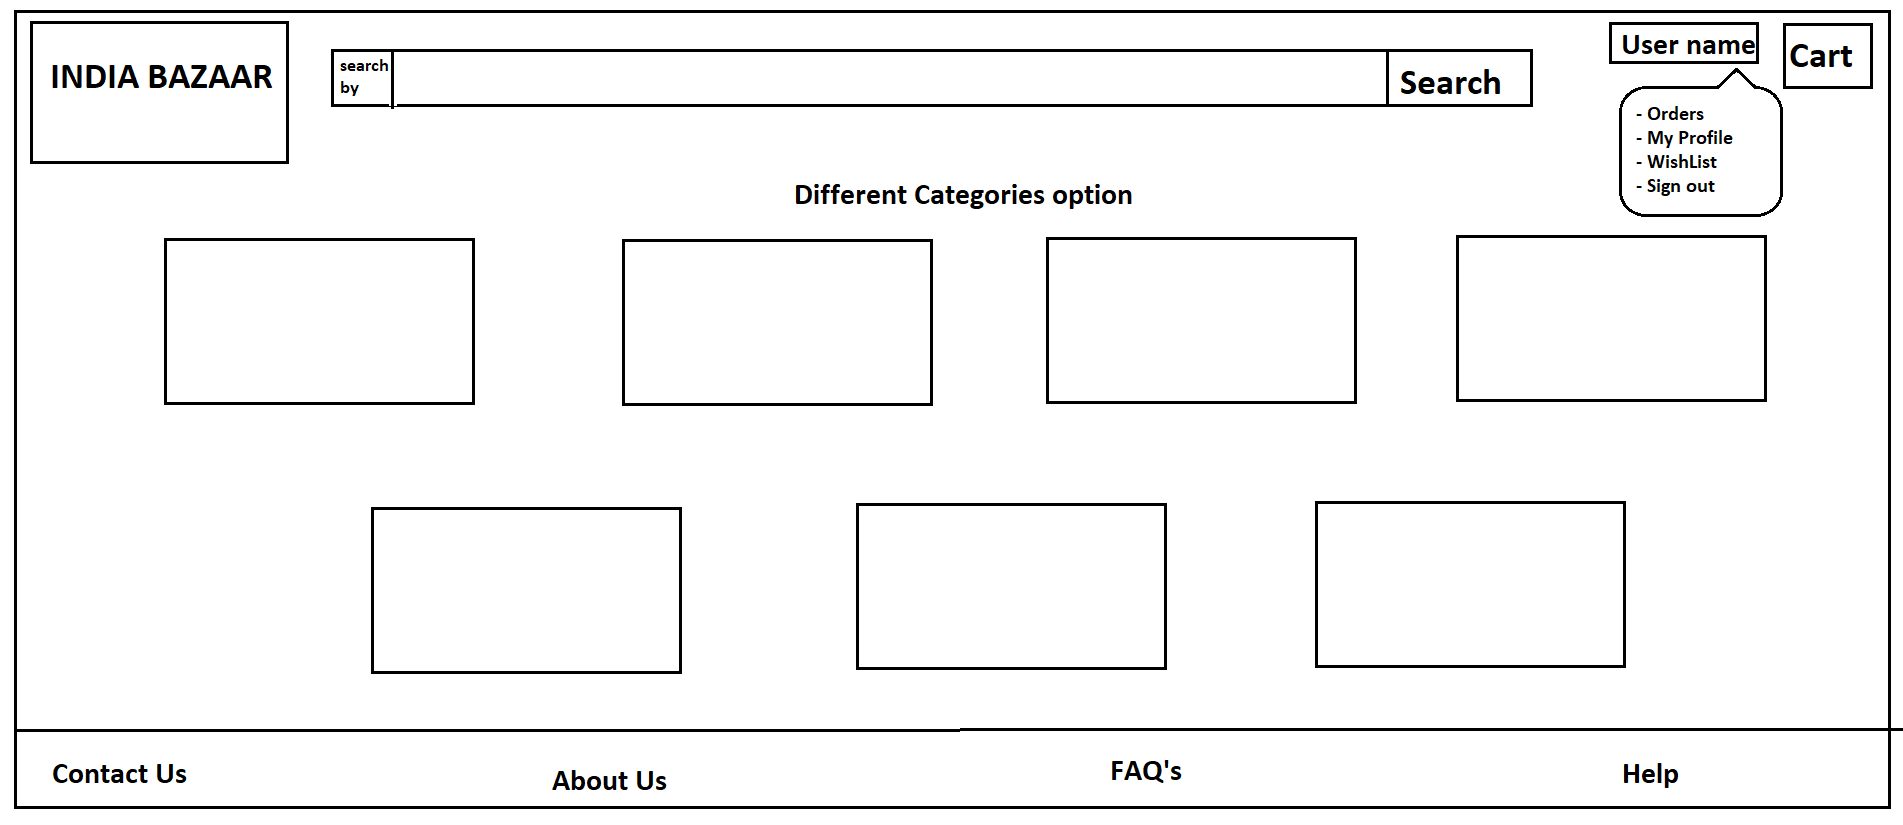 INDIA BAZAAR
search
by
Search
User name
Cart
- Orders
- My Profile
- WishList
- Sign out
Different Categories option
Contact Us
About Us
FAQ's
Help